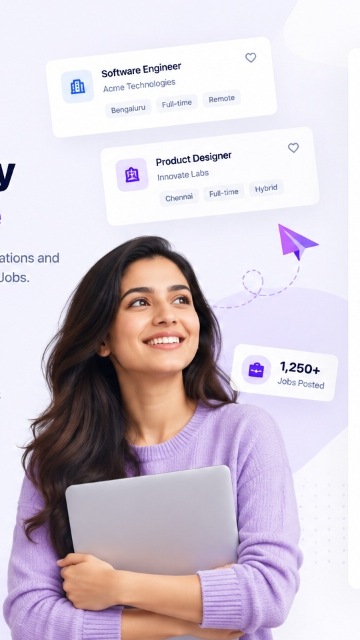 Software Engineer
Acme Technologies
Bengaluru Full-time Remote
Product Designer
Innovate Labs
Chennai Full-time Hybrid
y
ations and
Jobs.
1,250+
Jobs Posted